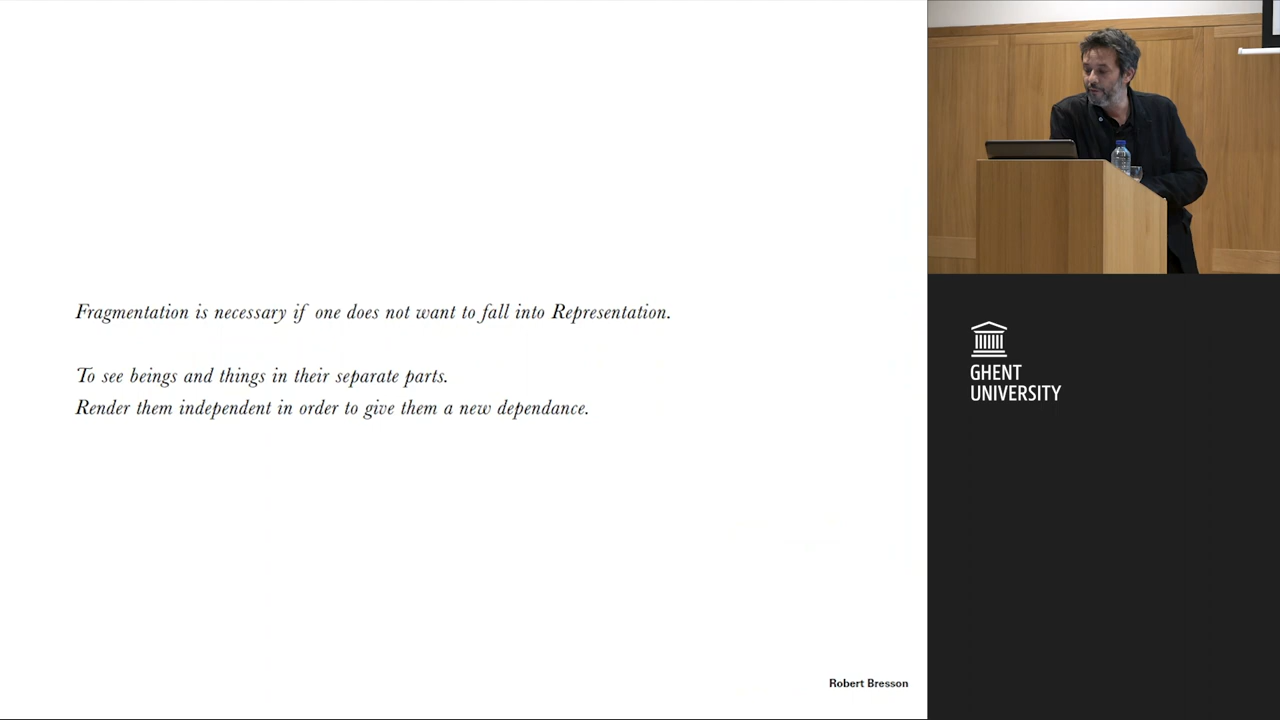 Fragmentation is necessary if one does not want to fall into Representation.
To see beings and things in their separate parts.
Render them independent in order to give them a new dependance.
Robert Bresson
GHENT
UNIVERSITY